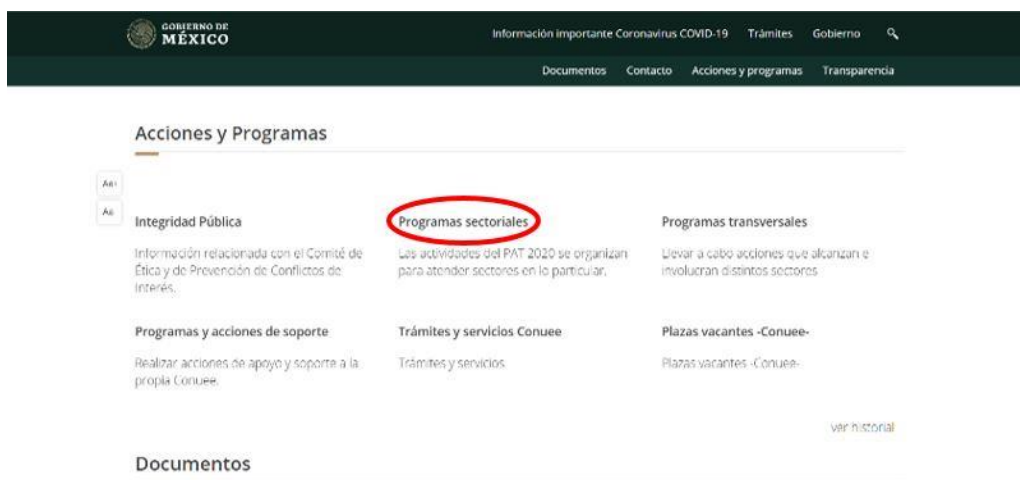 GOBIERNO DE
MÉXICO
Información importante Coronavirus COVID-19 Trámites Gobierno
Documentos Contacto Acciones y programas Transparencia
Acciones y Programas
Aa+
Aa
Integridad Pública
Información relacionada con el Comité de
Ética y de Prevención de Conflictos de
Interés.
Programas sectoriales
Las actividades del PAT 2020 se organizan
para atender sectores en lo particular.
Programas transversales
Llevar a cabo acciones que alcanzan e
involucran distintos sectores
Programas y acciones de soporte
Realizar acciones de apoyo y soporte a la
propia Conuee.
Trámites y servicios Conuee
Trámites y servicios
Plazas vacantes -Conuee-
Plazas vacantes -Conuee-
ver historial
Documentos